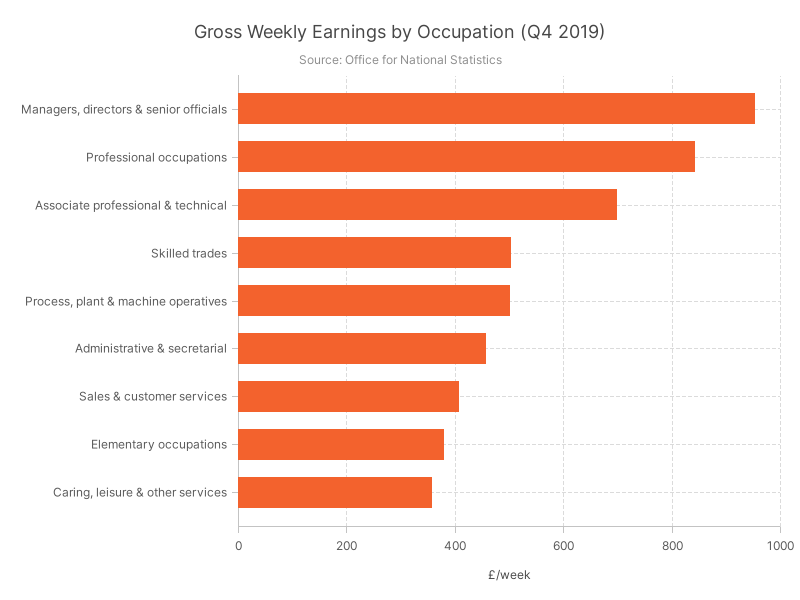 Gross Weekly Earnings by Occupation (Q4 2019)
Source: Office for National Statistics
Managers, directors & senior officials
Professional occupations
Associate professional & technical
Skilled trades
Process, plant & machine operatives
Administrative & secretarial
Sales & customer services
Elementary occupations
Caring, leisure & other services
0 200 400 600 800 1000
£/week